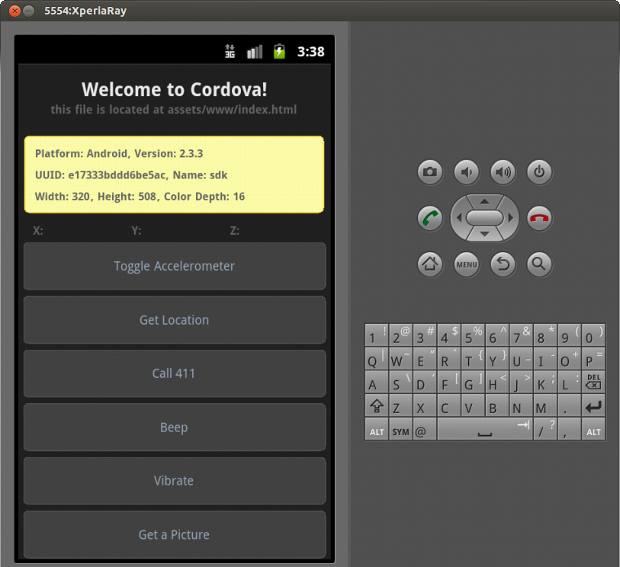 5554:XperiaRay
3G 3:38
Welcome to Cordova!
this file is located at assets/www/index.html
Platform: Android, Version: 2.3.3
UUID: e17333bddd6be5ac, Name: sdk
Width: 320, Height: 508, Color Depth: 16
X: Y: Z:
Toggle Accelerometer
Get Location
Call 411
Beep
Vibrate
Get a Picture
MENU
1 ! 2 @ 3 # 4 $ 5 % 6 ^ 7 & 8 * 9 ( 0 )
Q | W ~ E " R ` T { Y } U _ I - O + P =
A S \ D ' F [ G ] H < J > K ; L : DEL
Z X C V B N M .
ALT SYM @ / ? , ALT